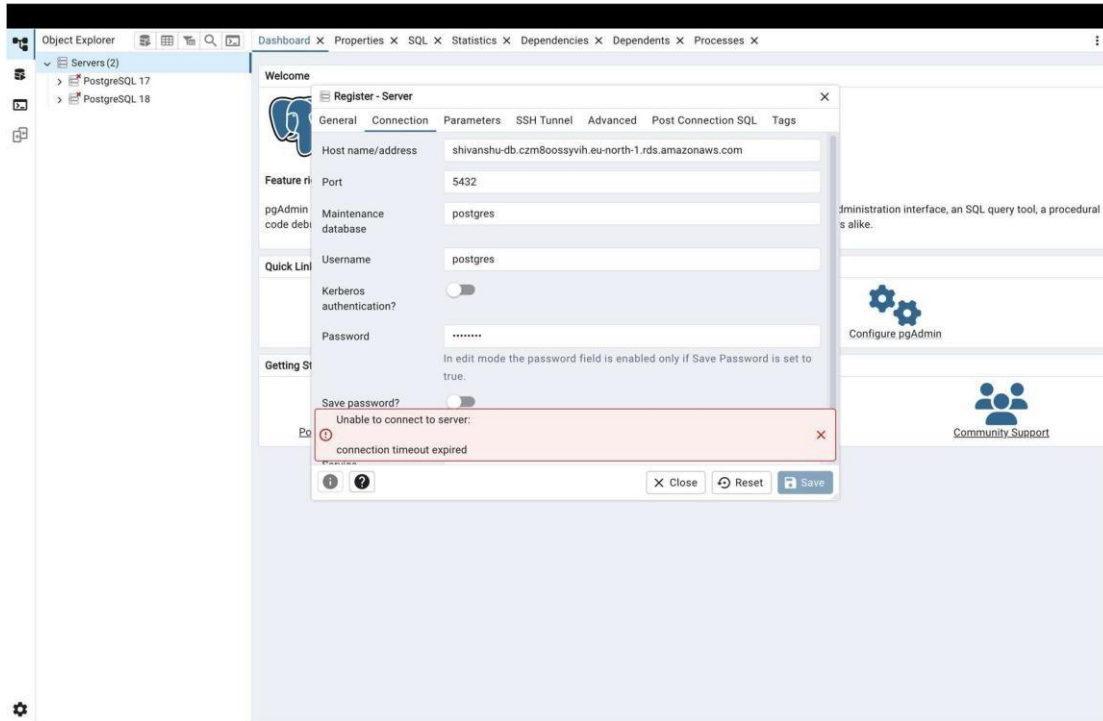 Object Explorer
Dashboard X Properties X SQL X Statistics X Dependencies X Dependents X Processes X
Servers (2)
PostgreSQL 17
PostgreSQL 18
Welcome
Register - Server
General Connection Parameters SSH Tunnel Advanced Post Connection SQL Tags
Host name/address
shivanshu-db.czm8oossyvih.eu-north-1.rds.amazonaws.com
Feature ri
Port
5432
pgAdmin
code deb
Maintenance
database
postgres
dministration interface, an SQL query tool, a procedural
s alike.
Quick Lin
Username
postgres
Kerberos
authentication?
Configure pgAdmin
Password
In edit mode the password field is enabled only if Save Password is set to
true.
Getting St
Save password?
Unable to connect to server:
connection timeout expired
Po
Community Support
Service
Close
Reset
Save